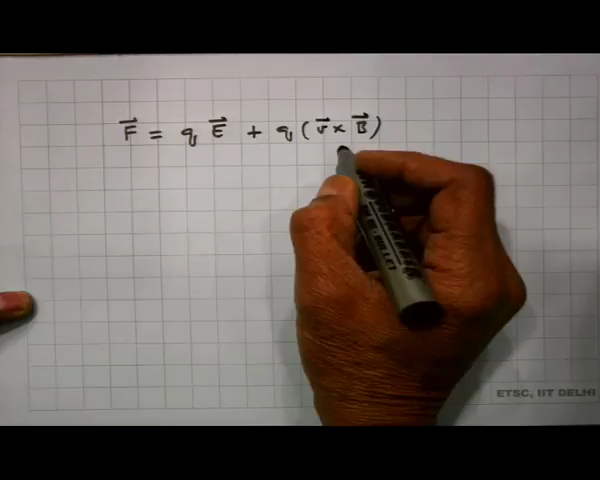 F⃗ = q E⃗ + q (v⃗ × B⃗)
ETSC, IIT DELHI